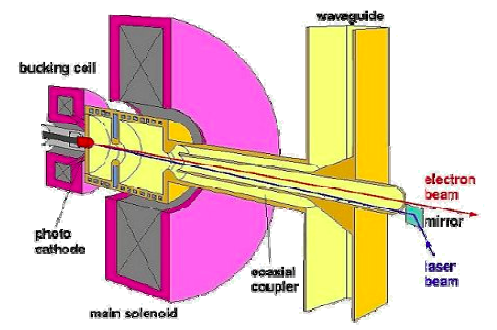 waveguide
bucking coil
electron
beam
mirror
photo
cathode
coaxial
coupler
laser
beam
main solenoid